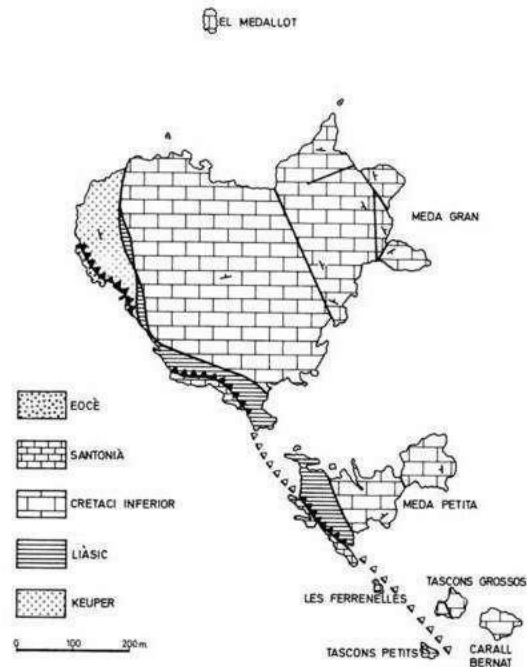 EL MEDALLOT
MEDA GRAN
EOCÈ
SANTONIÀ
CRETACI INFERIOR
LIÀSIC
KEUPER
MEDA PETITA
LES FERRENELLES
TASCONS GROSSOS
TASCONS PETITS
CARALL
BERNAT
0 100 200m.